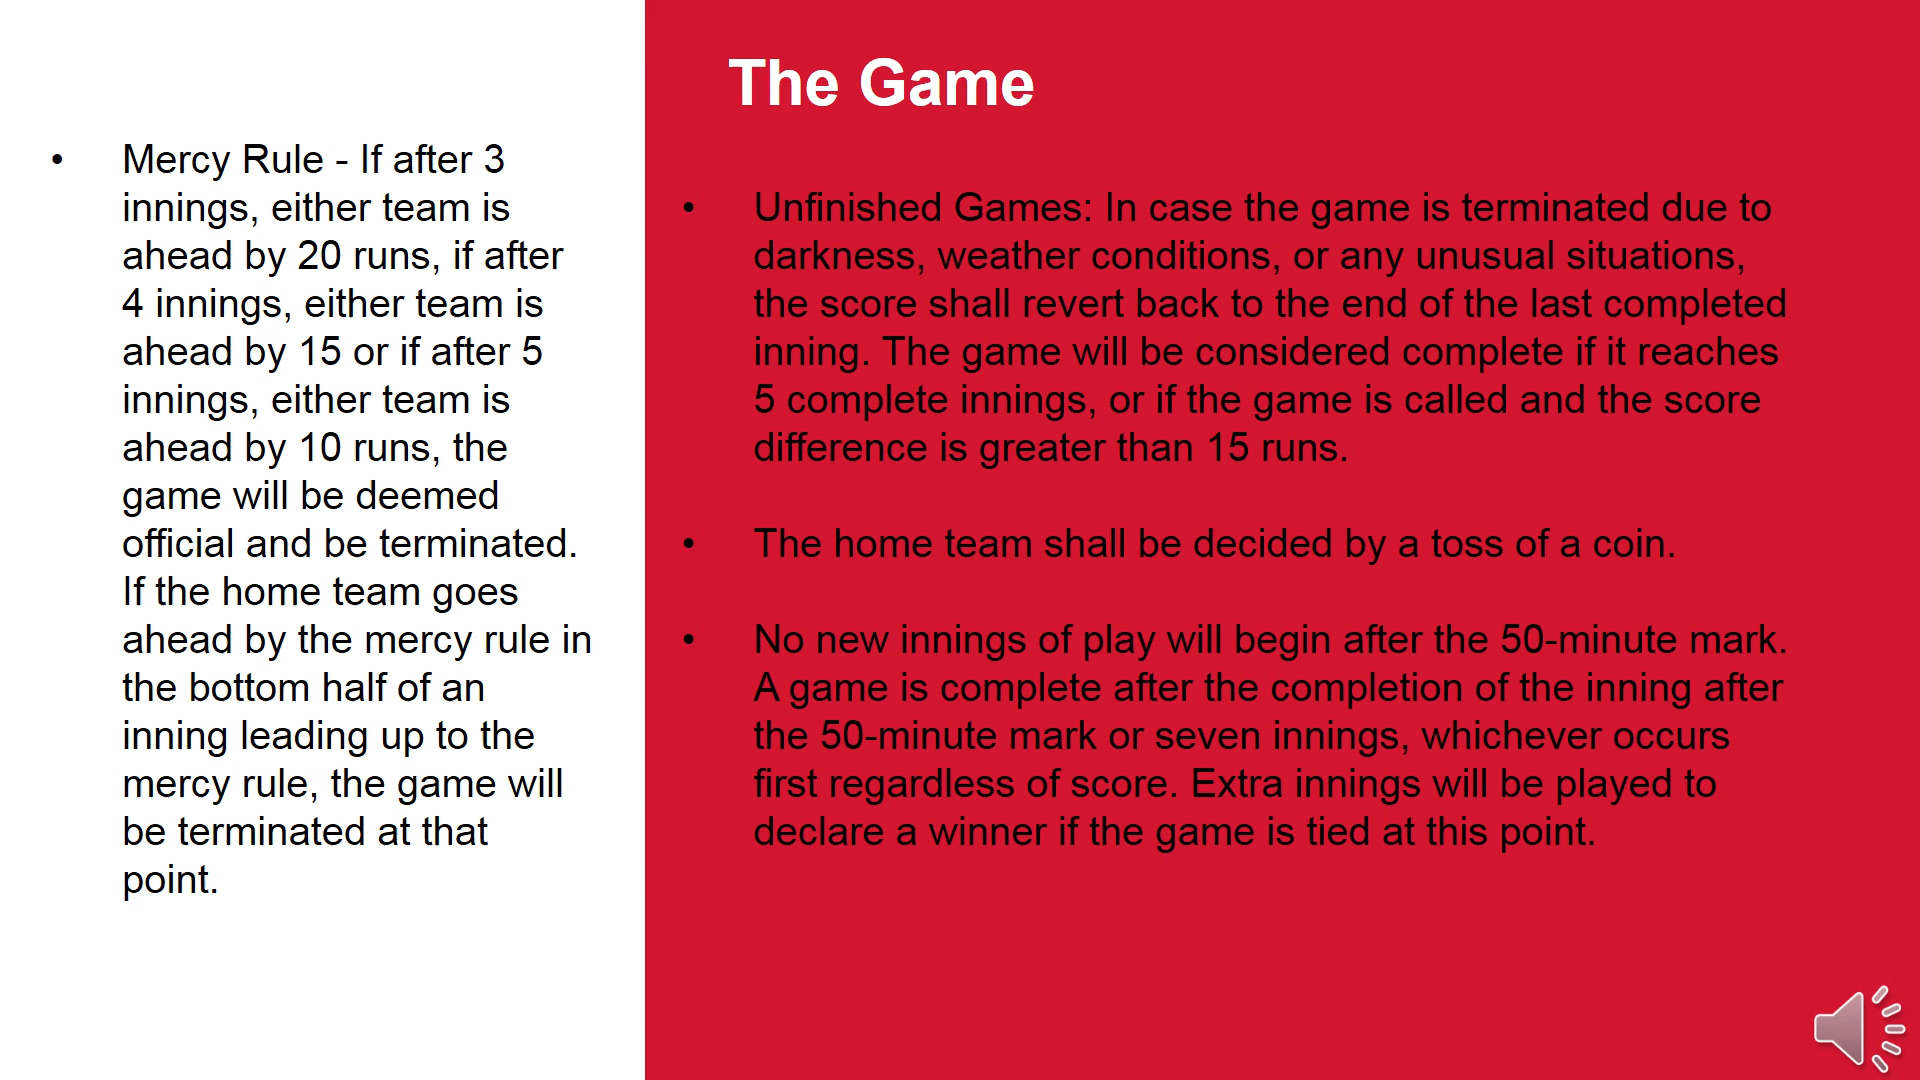 The Game
• Mercy Rule - If after 3
innings, either team is
ahead by 20 runs, if after
4 innings, either team is
ahead by 15 or if after 5
innings, either team is
ahead by 10 runs, the
game will be deemed
official and be terminated.
If the home team goes
ahead by the mercy rule in
the bottom half of an
inning leading up to the
mercy rule, the game will
be terminated at that
point.
• Unfinished Games: In case the game is terminated due to
darkness, weather conditions, or any unusual situations,
the score shall revert back to the end of the last completed
inning. The game will be considered complete if it reaches
5 complete innings, or if the game is called and the score
difference is greater than 15 runs.
• The home team shall be decided by a toss of a coin.
• No new innings of play will begin after the 50-minute mark.
A game is complete after the completion of the inning after
the 50-minute mark or seven innings, whichever occurs
first regardless of score. Extra innings will be played to
declare a winner if the game is tied at this point.